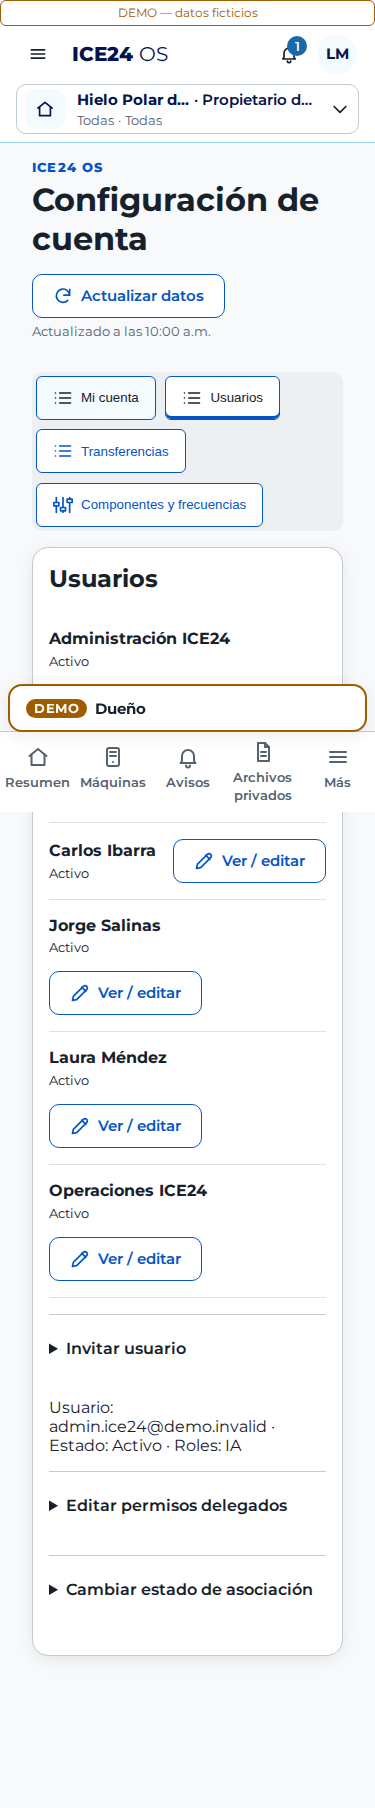 DEMO — datos ficticios
ICE24 OS
1
LM
Hielo Polar d... · Propietario d...
Todas · Todas
ICE24 OS
Configuración de
cuenta
Actualizar datos
Actualizado a las 10:00 a.m.
Mi cuenta
Usuarios
Transferencias
Componentes y frecuencias
Usuarios
Administración ICE24
Activo
DEMO Dueño
Resumen
Máquinas
Avisos
Archivos
privados
Más
Carlos Ibarra
Activo
Ver / editar
Jorge Salinas
Activo
Ver / editar
Laura Méndez
Activo
Ver / editar
Operaciones ICE24
Activo
Ver / editar
Invitar usuario
Usuario:
admin.ice24@demo.invalid ·
Estado: Activo · Roles: IA
Editar permisos delegados
Cambiar estado de asociación